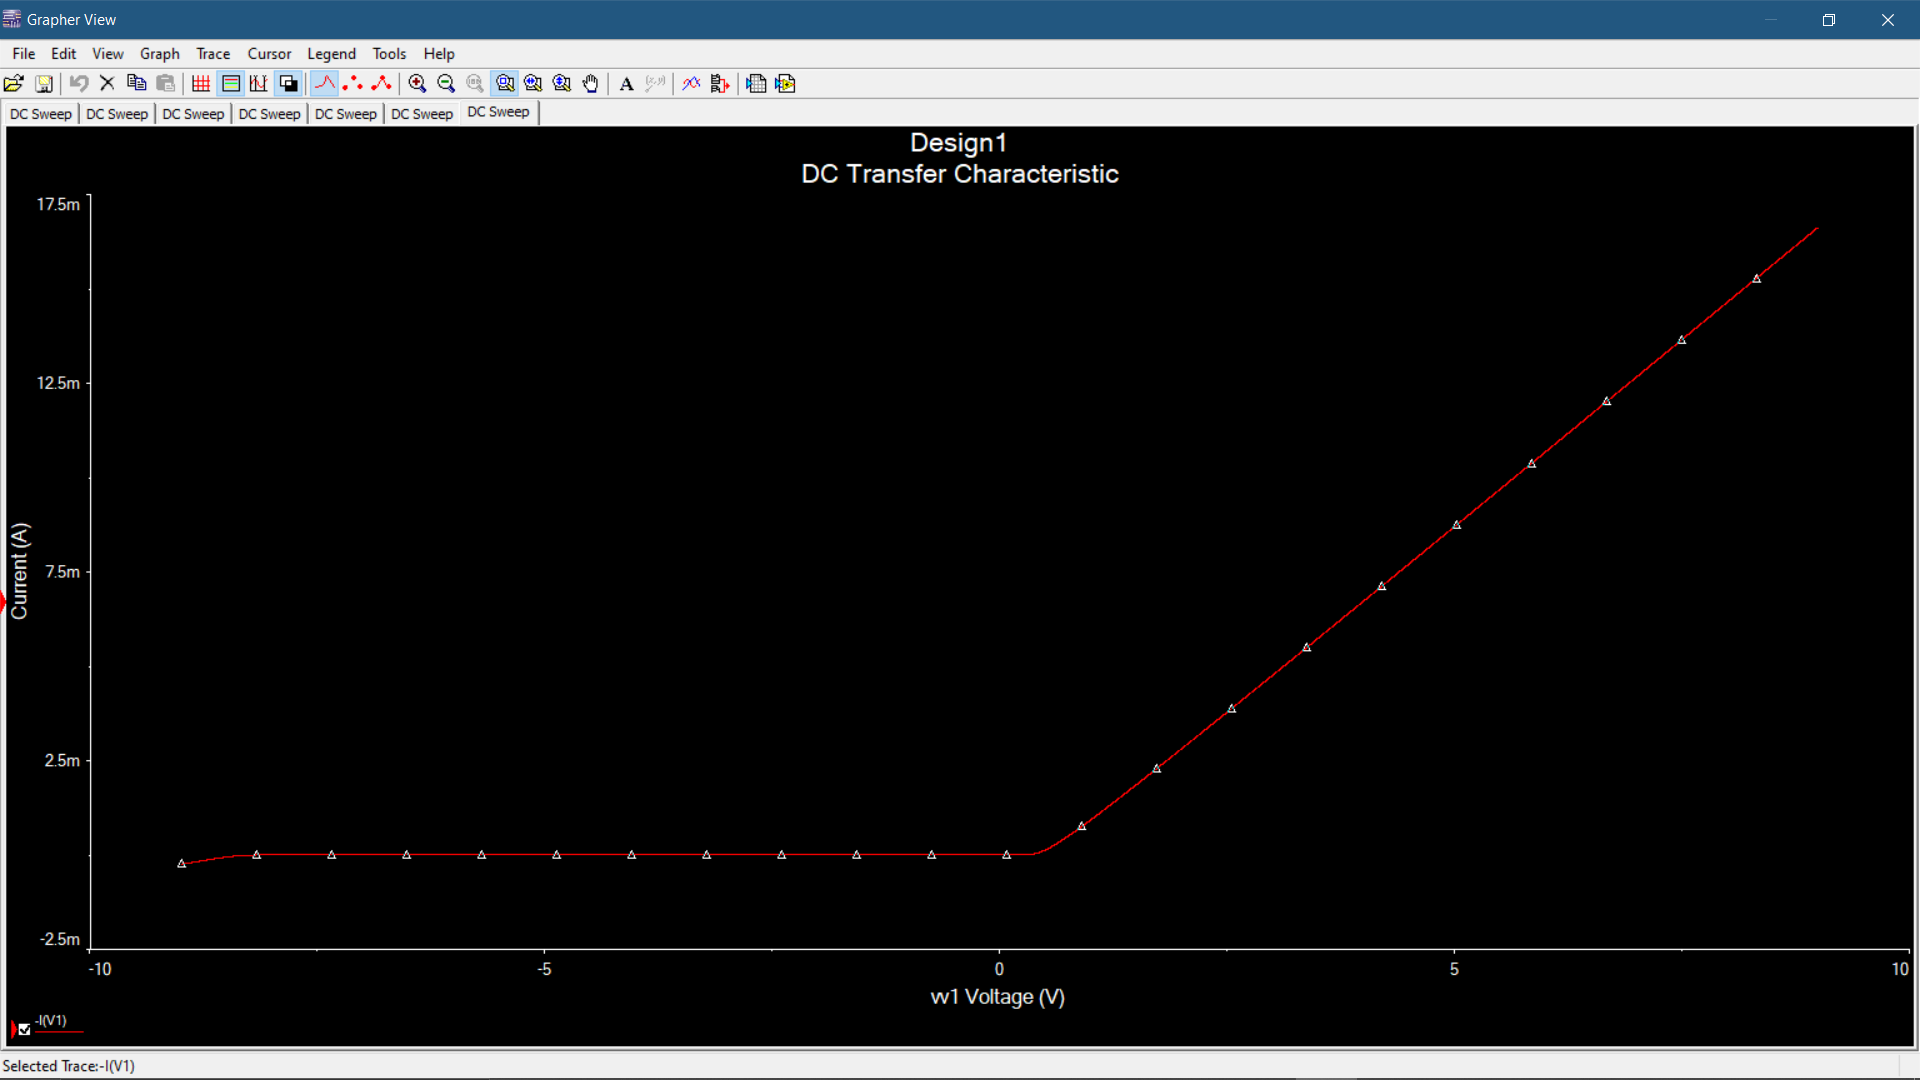 Grapher View
File Edit View Graph Trace Cursor Legend Tools Help
A
DC Sweep DC Sweep DC Sweep DC Sweep DC Sweep DC Sweep DC Sweep
Design1
DC Transfer Characteristic
17.5m
12.5m
7.5m
2.5m
-2.5m
Current (A)
-10 -5 0 5 10
vv1 Voltage (V)
-I(V1)
Selected Trace:-I(V1)